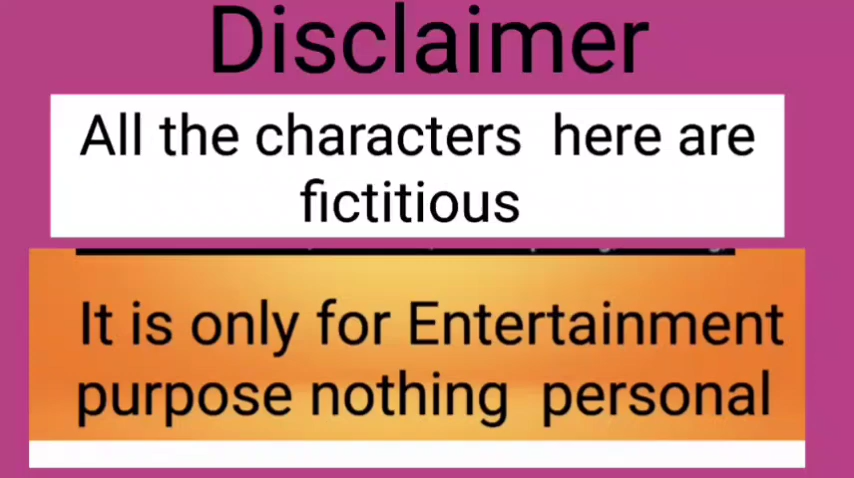 Disclaimer
All the characters here are
fictitious
It is only for Entertainment
purpose nothing personal